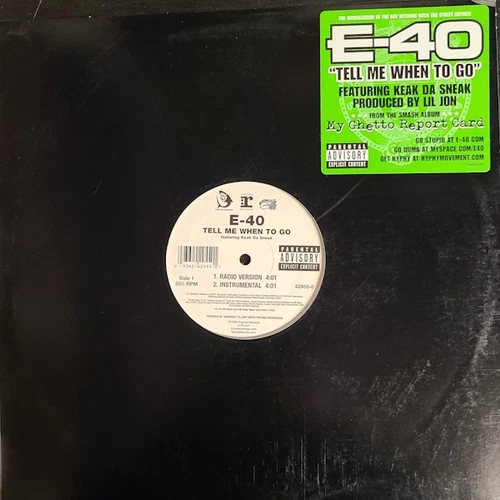 THE AMBASSADOR OF THE BAY RETURNS WITH THE STREET ANTHEM
E-40
"TELL ME WHEN TO GO"
FEATURING KEAK DA SNEAK
PRODUCED BY LIL JON
FROM THE SMASH ALBUM
My Ghetto Report Card
GO STUPID AT E-40.COM
GO DUMB AT MYSPACE.COM/E40
GET HYPHY AT HYPHYMOVEMENT.COM
PARENTAL
ADVISORY
EXPLICIT CONTENT
E-40
TELL ME WHEN TO GO
featuring Keak Da Sneak
PARENTAL
ADVISORY
EXPLICIT CONTENT
Side 1
33⅓ RPM
1. RADIO VERSION 4:01
2. INSTRUMENTAL 4:01
42955-0